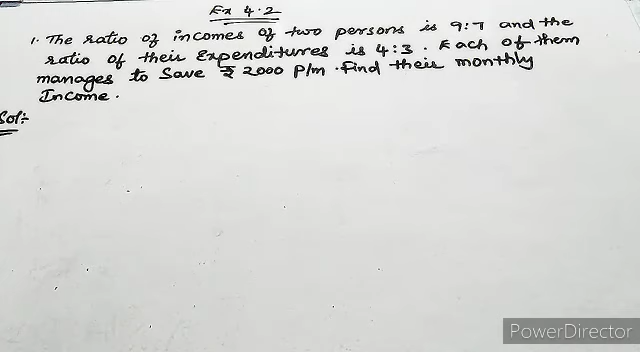 Ex 4.2
1. The ratio of incomes of two persons is 9:7 and the
ratio of their Expenditures is 4:3. Each of them
manages to save ₹ 2000 p/m. Find their monthly
Income.
Sol:-
PowerDirector